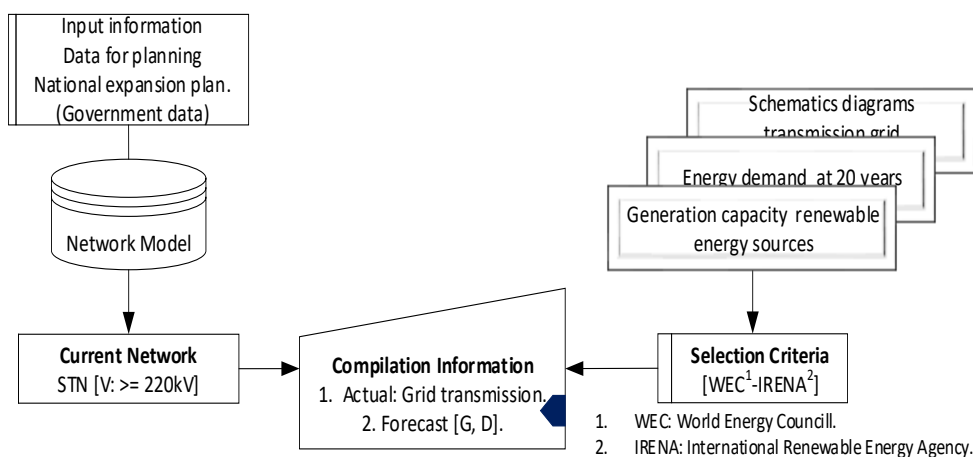 Input information
Data for planning
National expansion plan.
(Government data)
Network Model
Current Network
STN [V: >= 220kV]
Compilation Information
1. Actual: Grid transmission.
2. Forecast [G, D].
Schematics diagrams
transmission grid
Energy demand at 20 years
Generation capacity renewable
energy sources
Selection Criteria
[WEC¹-IRENA²]
1. WEC: World Energy Councill.
2. IRENA: International Renewable Energy Agency.